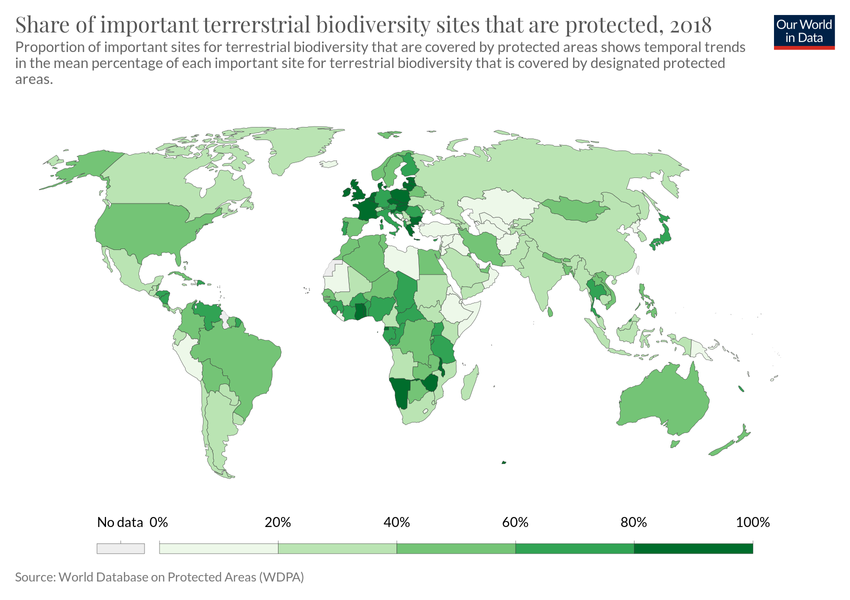 Share of important terrerstrial biodiversity sites that are protected, 2018
Our World
in Data
Proportion of important sites for terrestrial biodiversity that are covered by protected areas shows temporal trends
in the mean percentage of each important site for terrestrial biodiversity that is covered by designated protected
areas.
No data 0% 20% 40% 60% 80% 100%
Source: World Database on Protected Areas (WDPA)